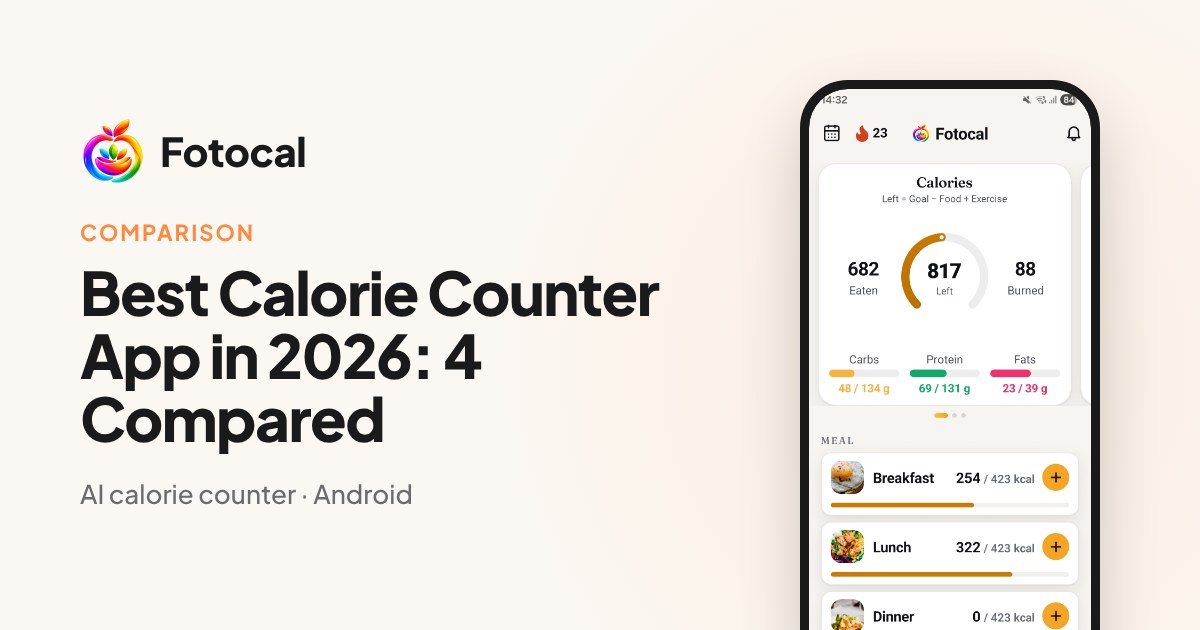 Fotocal
COMPARISON
Best Calorie Counter
App in 2026: 4
Compared
AI calorie counter · Android
14:32
84
23
Fotocal
Calories
Left = Goal − Food + Exercise
682
Eaten
817
Left
88
Burned
Carbs
48 / 134 g
Protein
69 / 131 g
Fats
23 / 39 g
MEAL
Breakfast 254 / 423 kcal +
Lunch 322 / 423 kcal +
Dinner 0 / 423 kcal +